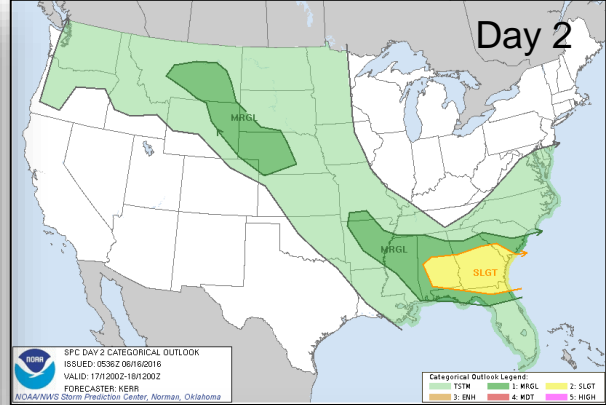 Day 2
MRGL
MRGL
SLGT
NOAA
SPC DAY 2 CATEGORICAL OUTLOOK
ISSUED: 0536Z 06/16/2016
VALID: 17/1200Z-18/1200Z
FORECASTER: KERR
NOAA/NWS Storm Prediction Center, Norman, Oklahoma
Categorical Outlook Legend:
TSTM 1: MRGL 2: SLGT
3: ENH 4: MDT 5: HIGH